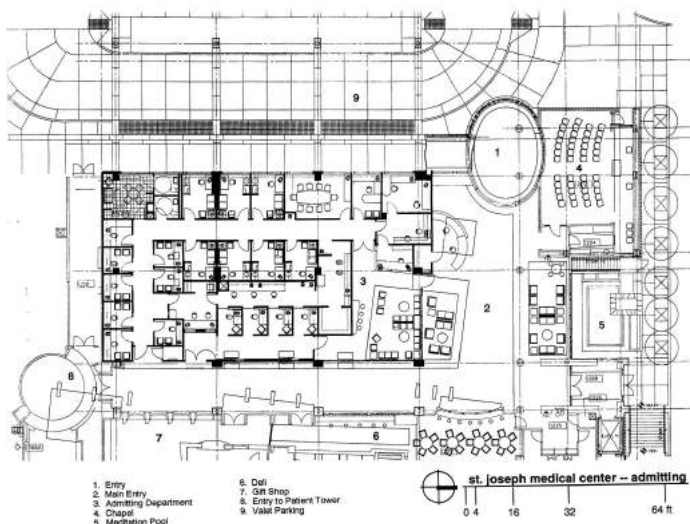 9
1
4
3
2
5
8
7
6
1. Entry
2. Main Entry
3. Admitting Department
4. Chapel
5. Meditation Pool
6. Deli
7. Gift Shop
8. Entry to Patient Tower
9. Valet Parking
st. joseph medical center -- admitting
0 4 16 32 64 ft